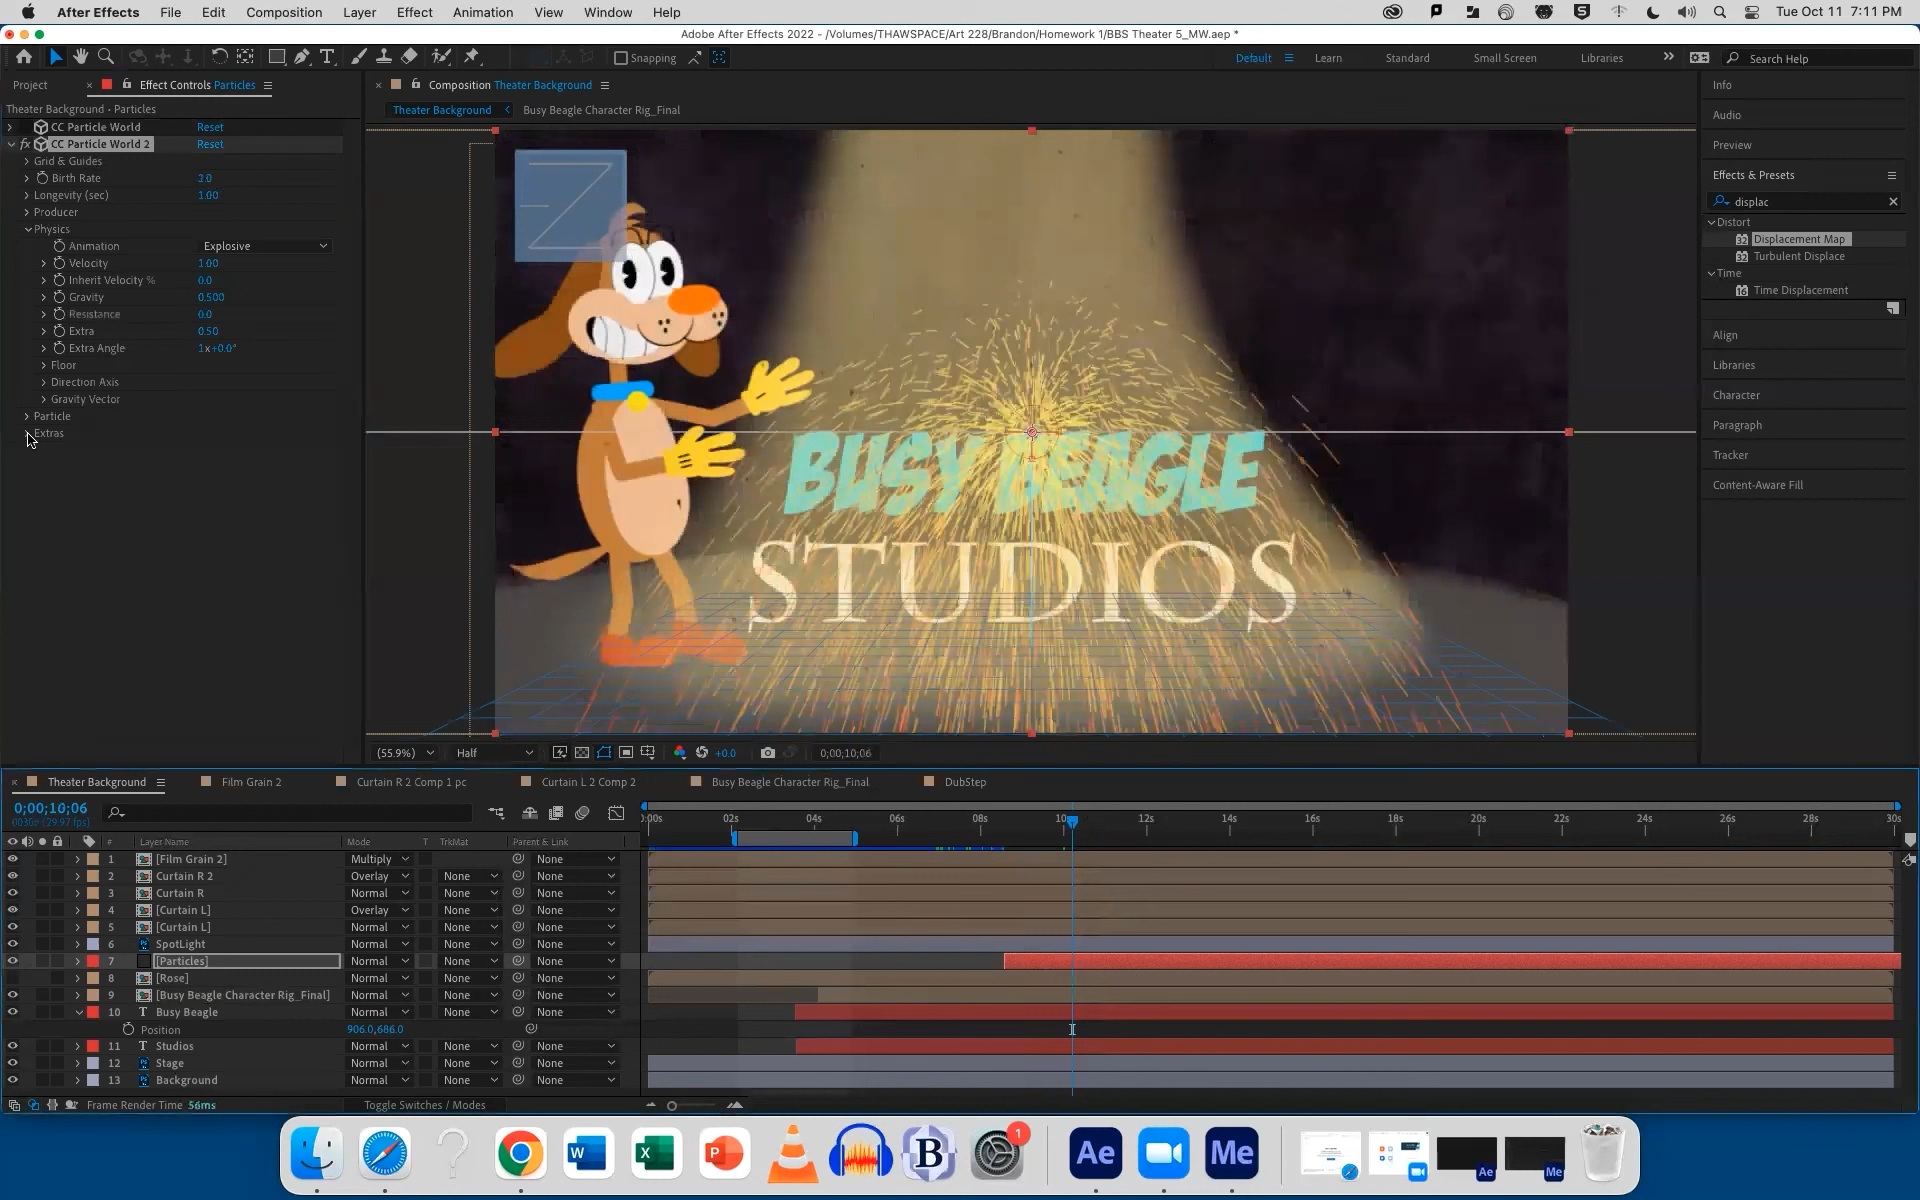 After Effects File Edit Composition Layer Effect Animation View Window Help Tue Oct 11 7:11 PM
Adobe After Effects 2022 - /Volumes/THAWSPACE/Art 228/Brandon/Homework 1/BBS Theater 5_MW.aep *
Snapping Default Learn Standard Small Screen Libraries Search Help
Project Effect Controls Particles Composition Theater Background Info
Theater Background • Particles Theater Background Busy Beagle Character Rig_Final
CC Particle World Reset Audio
CC Particle World 2 Reset Preview
Grid & Guides
Birth Rate 2.0 Effects & Presets
Longevity (sec) 1.00 displac
Producer Distort
Physics
Animation Explosive Displacement Map
Velocity 1.00 Turbulent Displace
Inherit Velocity % 0.0 Time
Gravity 0.500 Time Displacement
Resistance 0.0
Extra 0.50 Align
Extra Angle 1x+0.0°
Floor Libraries
Direction Axis
Gravity Vector Character
Particle Paragraph
Extras
Tracker
Content-Aware Fill
BUSY BEAGLE
STUDIOS
(55.9%) Half +0.0 0;00;10;06
Theater Background Film Grain 2 Curtain R 2 Comp 1 pc Curtain L 2 Comp 2 Busy Beagle Character Rig_Final DubStep
0;00;10;06
:00s 02s 04s 06s 08s 10s 12s 14s 16s 18s 20s 22s 24s 26s 28s 30s
# Layer Name Mode T TrkMat Parent & Link
1 [Film Grain 2] Multiply None
2 Curtain R 2 Overlay None None
3 Curtain R Normal None None
4 [Curtain L] Overlay None None
5 [Curtain L] Normal None None
6 SpotLight Normal None None
7 [Particles] Normal None None
8 [Rose] Normal None None
9 [Busy Beagle Character Rig_Final] Normal None None
10 Busy Beagle Normal None None
Position 906.0,686.0
11 Studios Normal None None
12 Stage Normal None None
13 Background Normal None None
Frame Render Time 56ms Toggle Switches / Modes
W X P B 1 Ae Me Ae Me